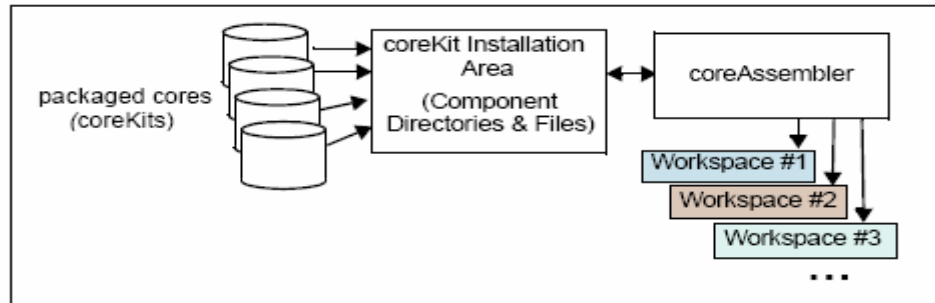 packaged cores
(coreKits)
coreKit Installation
Area
(Component
Directories & Files)
coreAssembler
Workspace #1
Workspace #2
Workspace #3
...